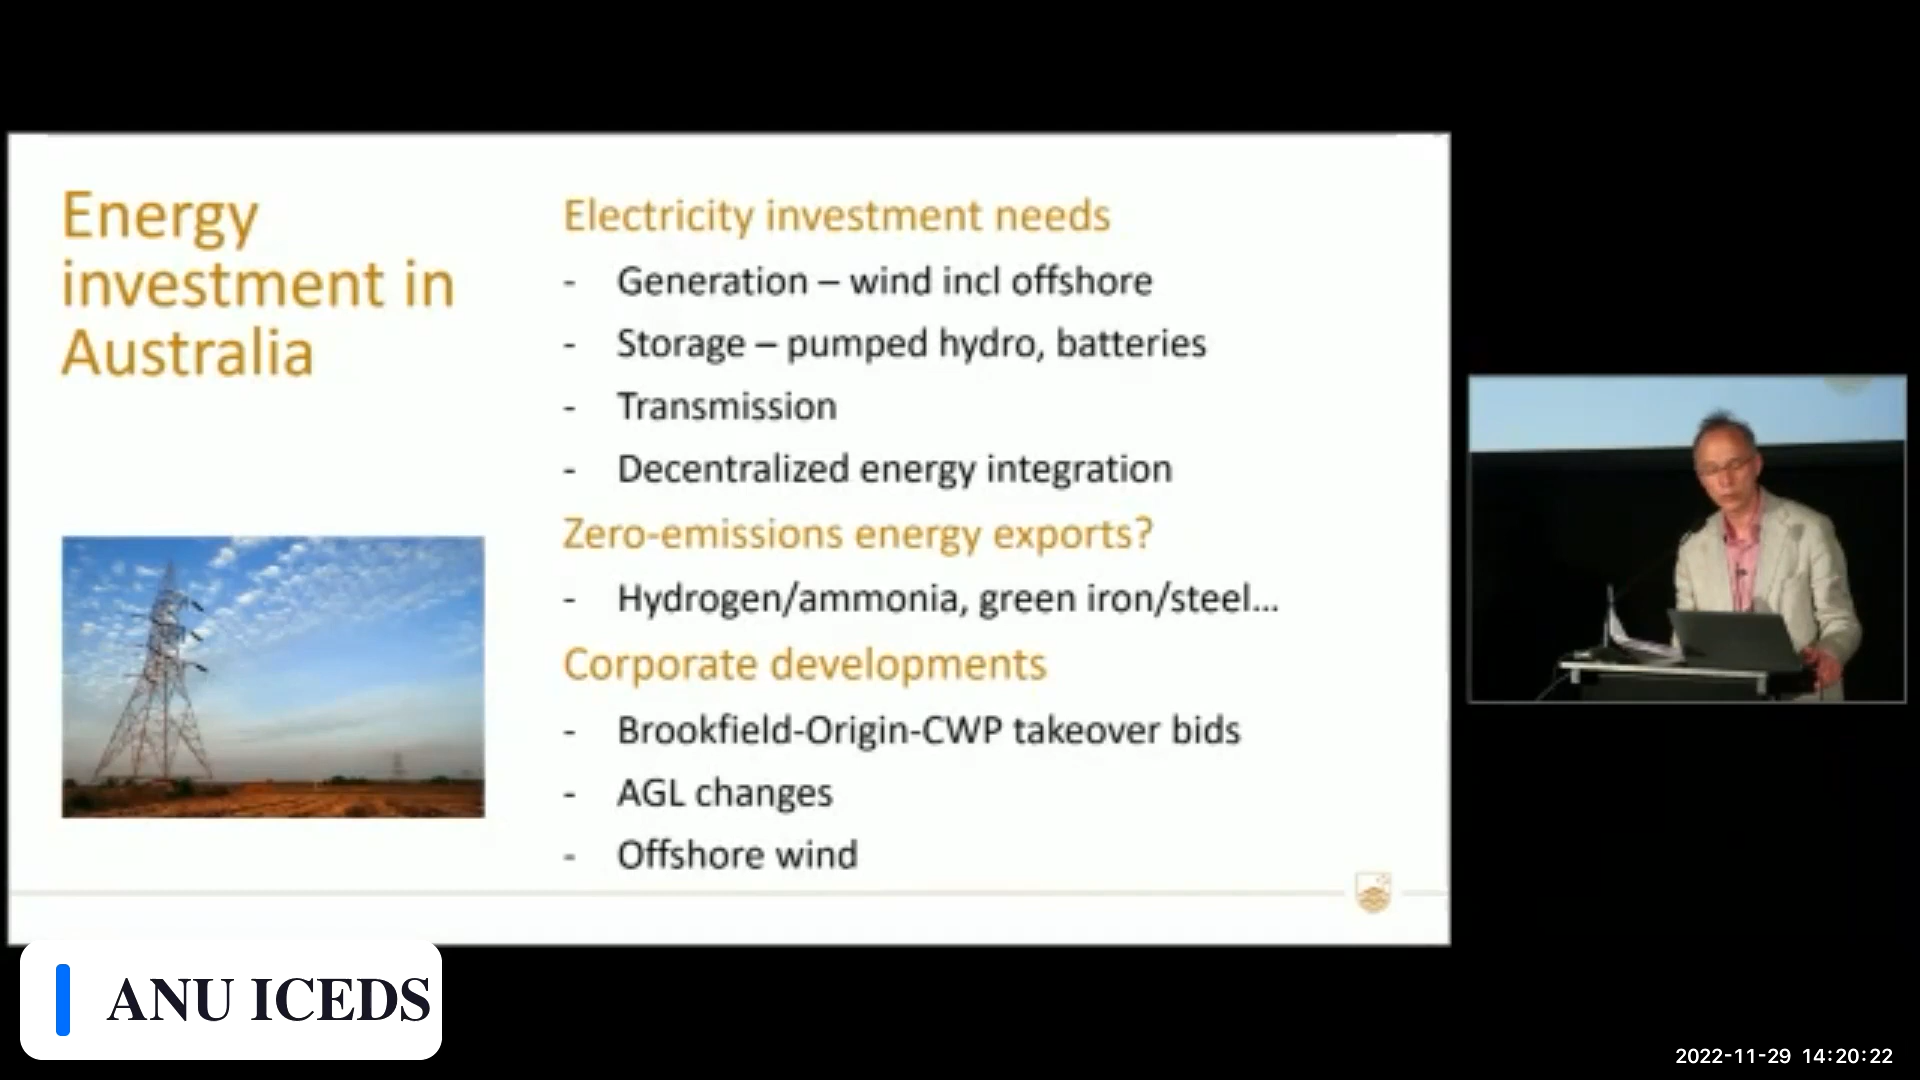 Energy
investment in
Australia
Electricity investment needs
- Generation – wind incl offshore
- Storage – pumped hydro, batteries
- Transmission
- Decentralized energy integration
Zero-emissions energy exports?
- Hydrogen/ammonia, green iron/steel...
Corporate developments
- Brookfield-Origin-CWP takeover bids
- AGL changes
- Offshore wind
ANU ICEDS
2022-11-29 14:20:22